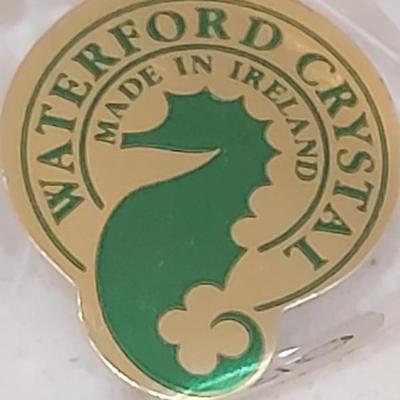 WATERFORD CRYSTAL
MADE IN IRELAND